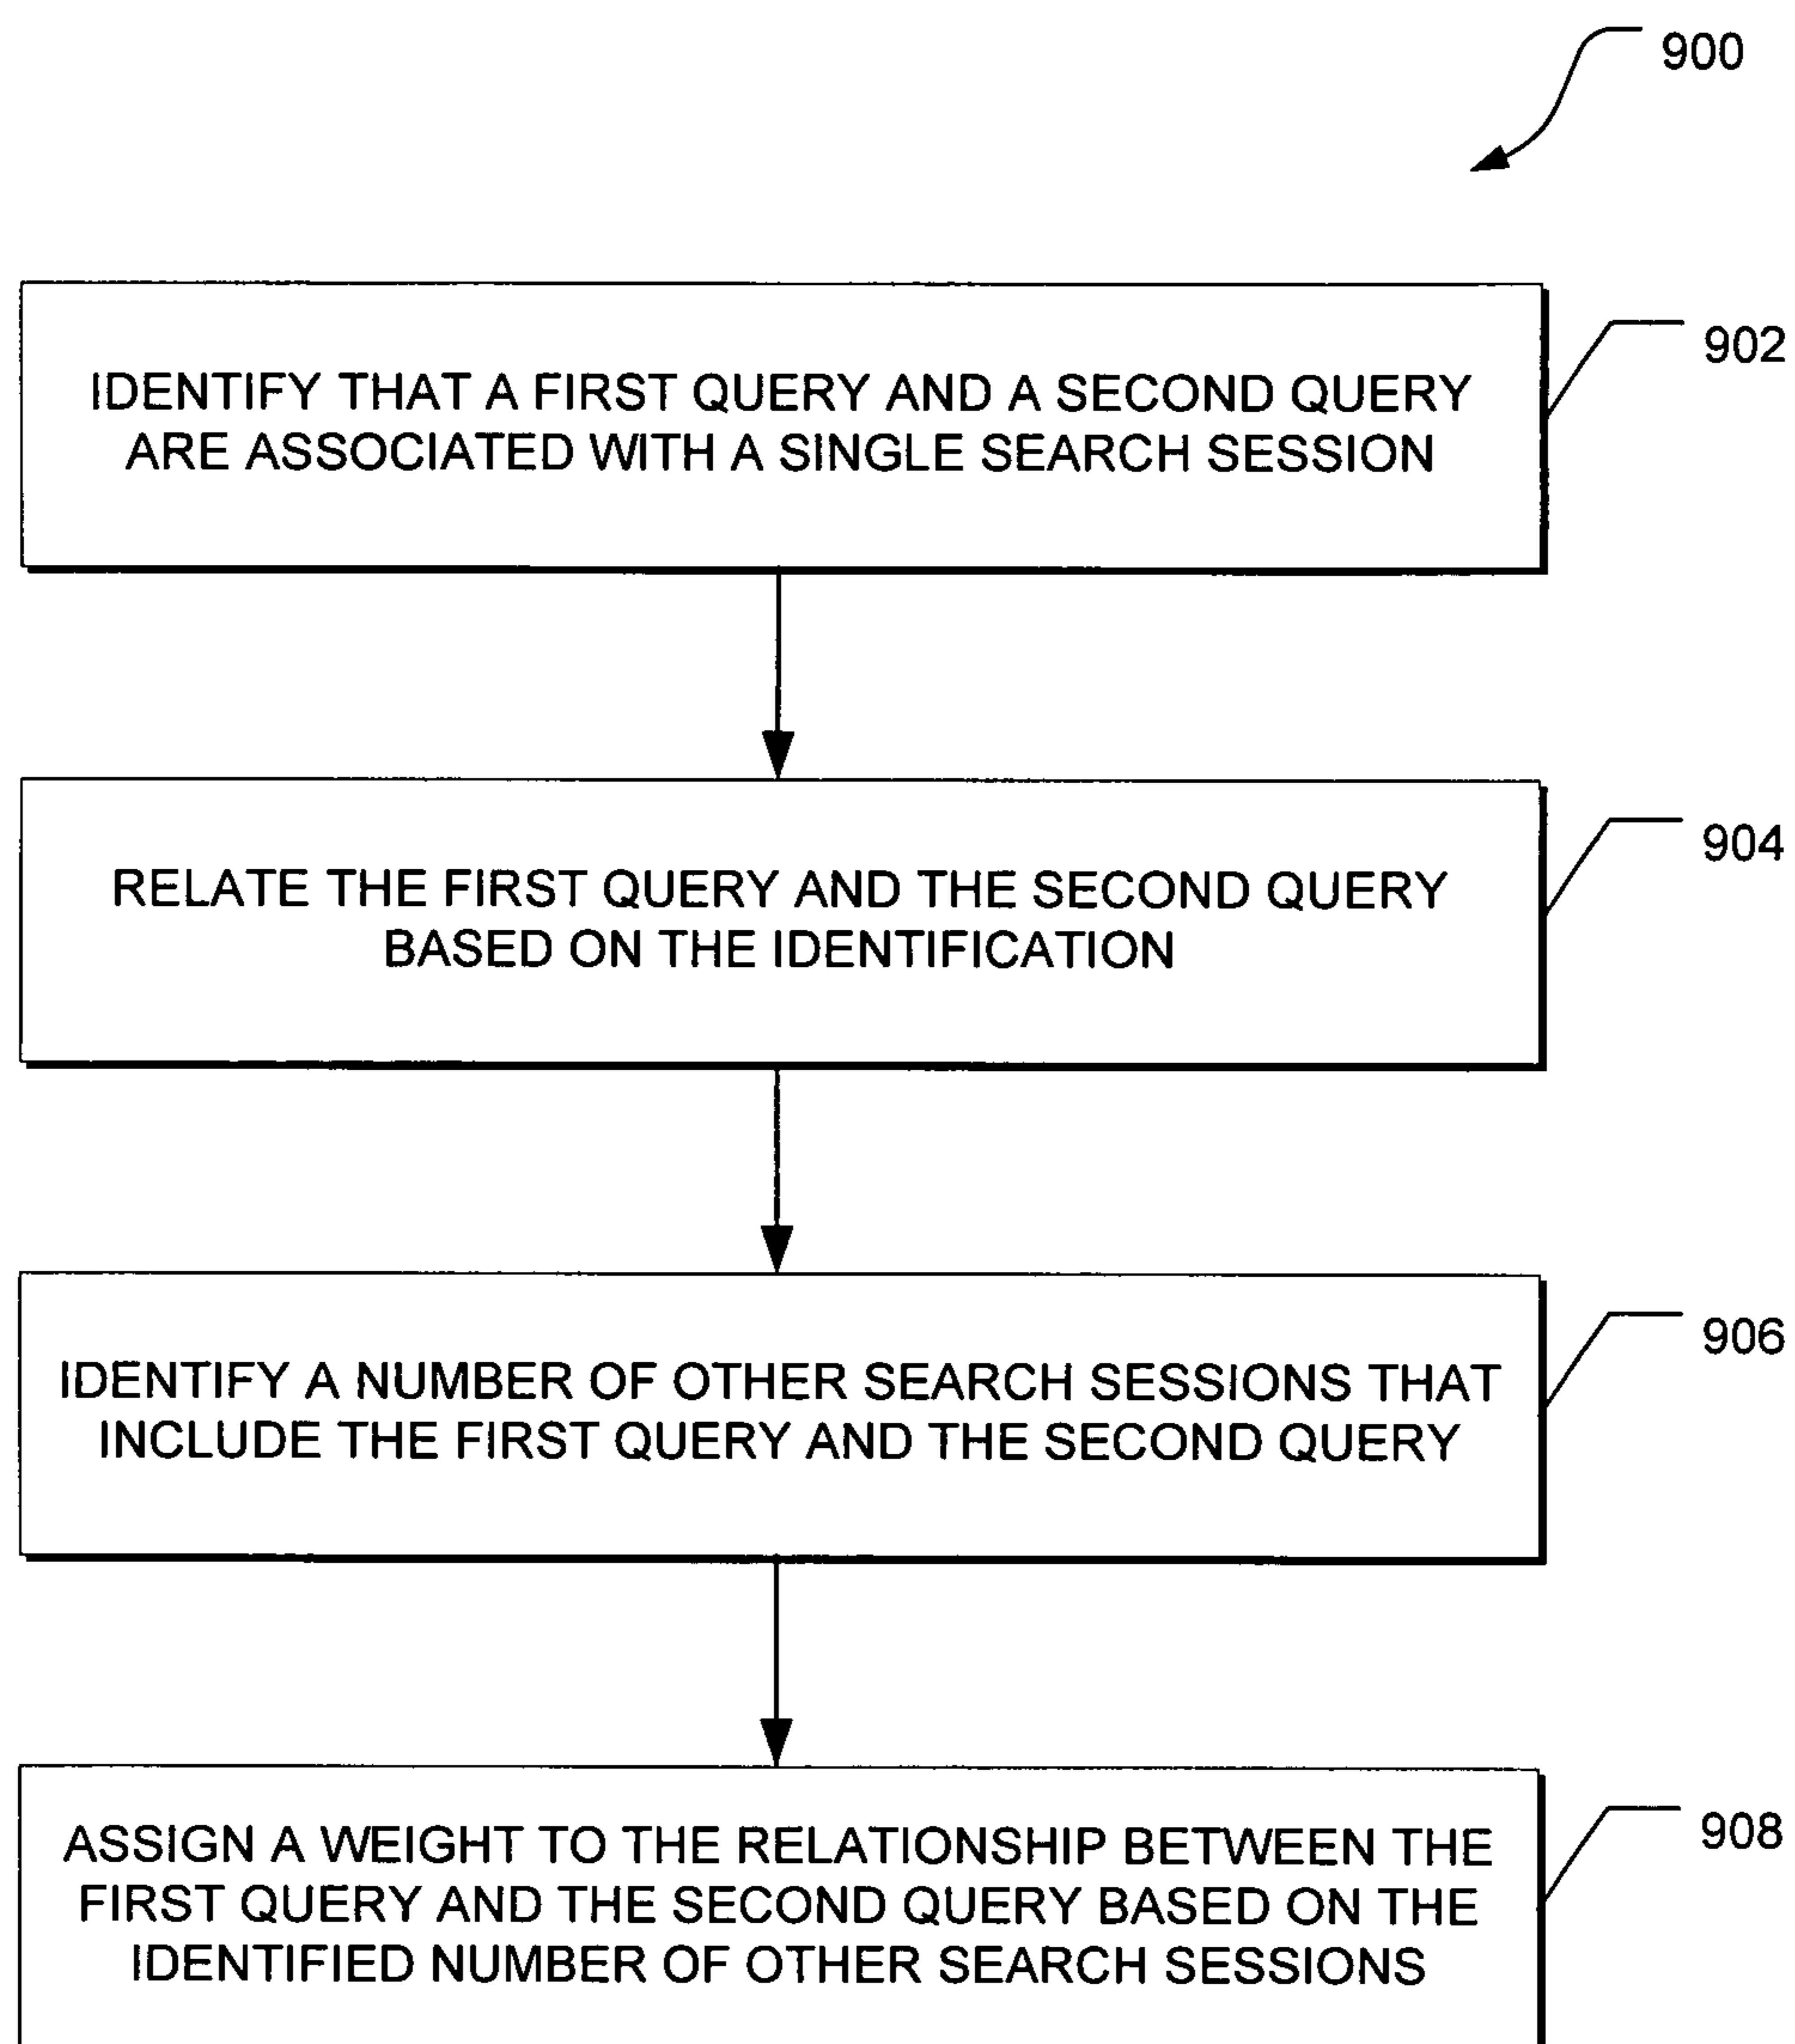 900
902
IDENTIFY THAT A FIRST QUERY AND A SECOND QUERY
ARE ASSOCIATED WITH A SINGLE SEARCH SESSION
904
RELATE THE FIRST QUERY AND THE SECOND QUERY
BASED ON THE IDENTIFICATION
906
IDENTIFY A NUMBER OF OTHER SEARCH SESSIONS THAT
INCLUDE THE FIRST QUERY AND THE SECOND QUERY
908
ASSIGN A WEIGHT TO THE RELATIONSHIP BETWEEN THE
FIRST QUERY AND THE SECOND QUERY BASED ON THE
IDENTIFIED NUMBER OF OTHER SEARCH SESSIONS